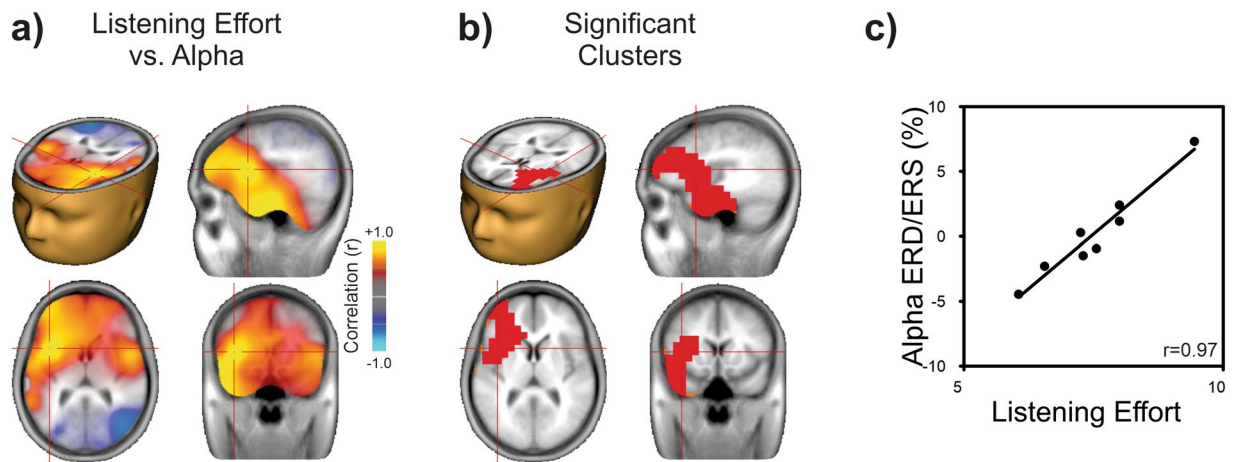 a)
Listening Effort
vs. Alpha
+1.0
Correlation (r)
-1.0
b)
Significant
Clusters
c)
Alpha ERD/ERS (%)
10
5
0
-5
-10
r=0.97
5
10
Listening Effort